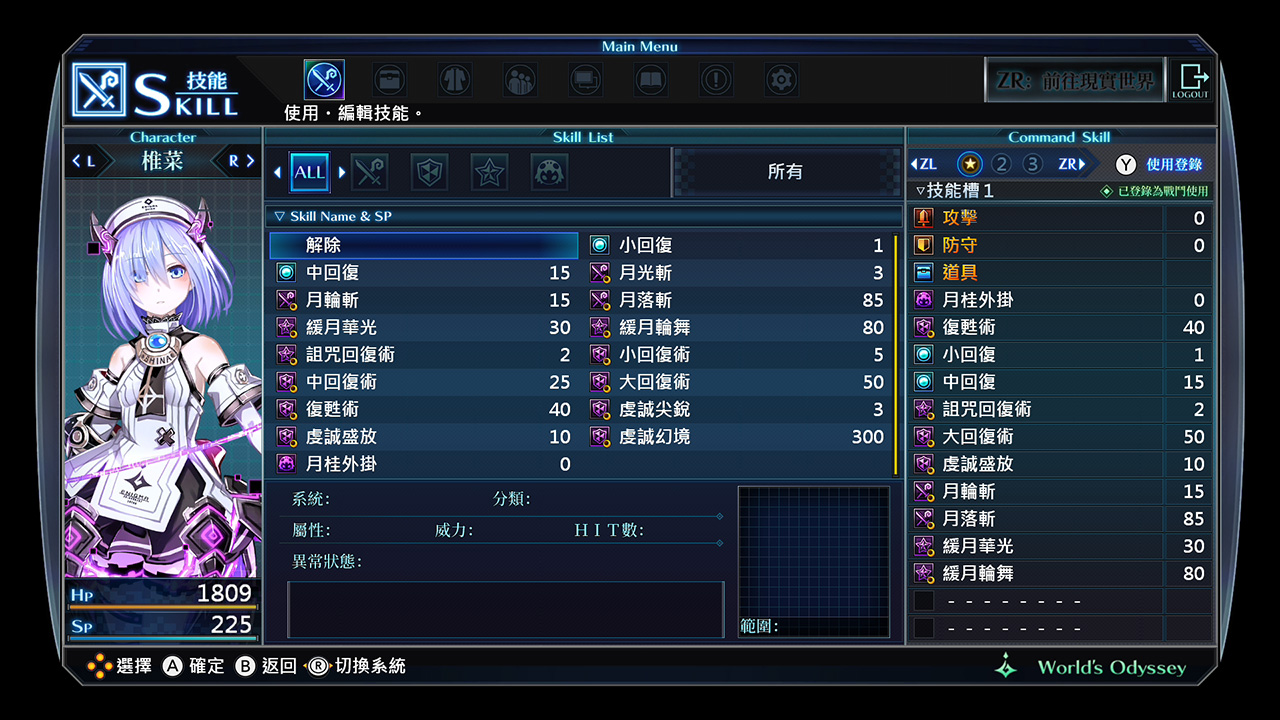 Main Menu
技能
SKILL
使用・編輯技能。
ZR: 前往現實世界
LOGOUT
Character
L 椎菜 R
HP 1809
SP 225
Skill List
ALL
所有
▽ Skill Name & SP
解除
小回復 1
中回復 15
月光斬 3
月輪斬 15
月落斬 85
緩月華光 30
緩月輪舞 80
詛咒回復術 2
小回復術 5
中回復術 25
大回復術 50
復甦術 40
虔誠尖銳 3
虔誠盛放 10
虔誠幻境 300
月桂外掛 0
系統:
分類:
屬性:
威力:
HIT數:
異常狀態:
範圍:
Command Skill
ZL ★ 2 3 ZR Y 使用登錄
▽技能槽1
已登錄為戰鬥使用
攻擊 0
防守 0
道具
月桂外掛 0
復甦術 40
小回復 1
中回復 15
詛咒回復術 2
大回復術 50
虔誠盛放 10
月輪斬 15
月落斬 85
緩月華光 30
緩月輪舞 80
- - - - - - - -
- - - - - - - -
選擇 A 確定 B 返回 R 切換系統
World's Odyssey